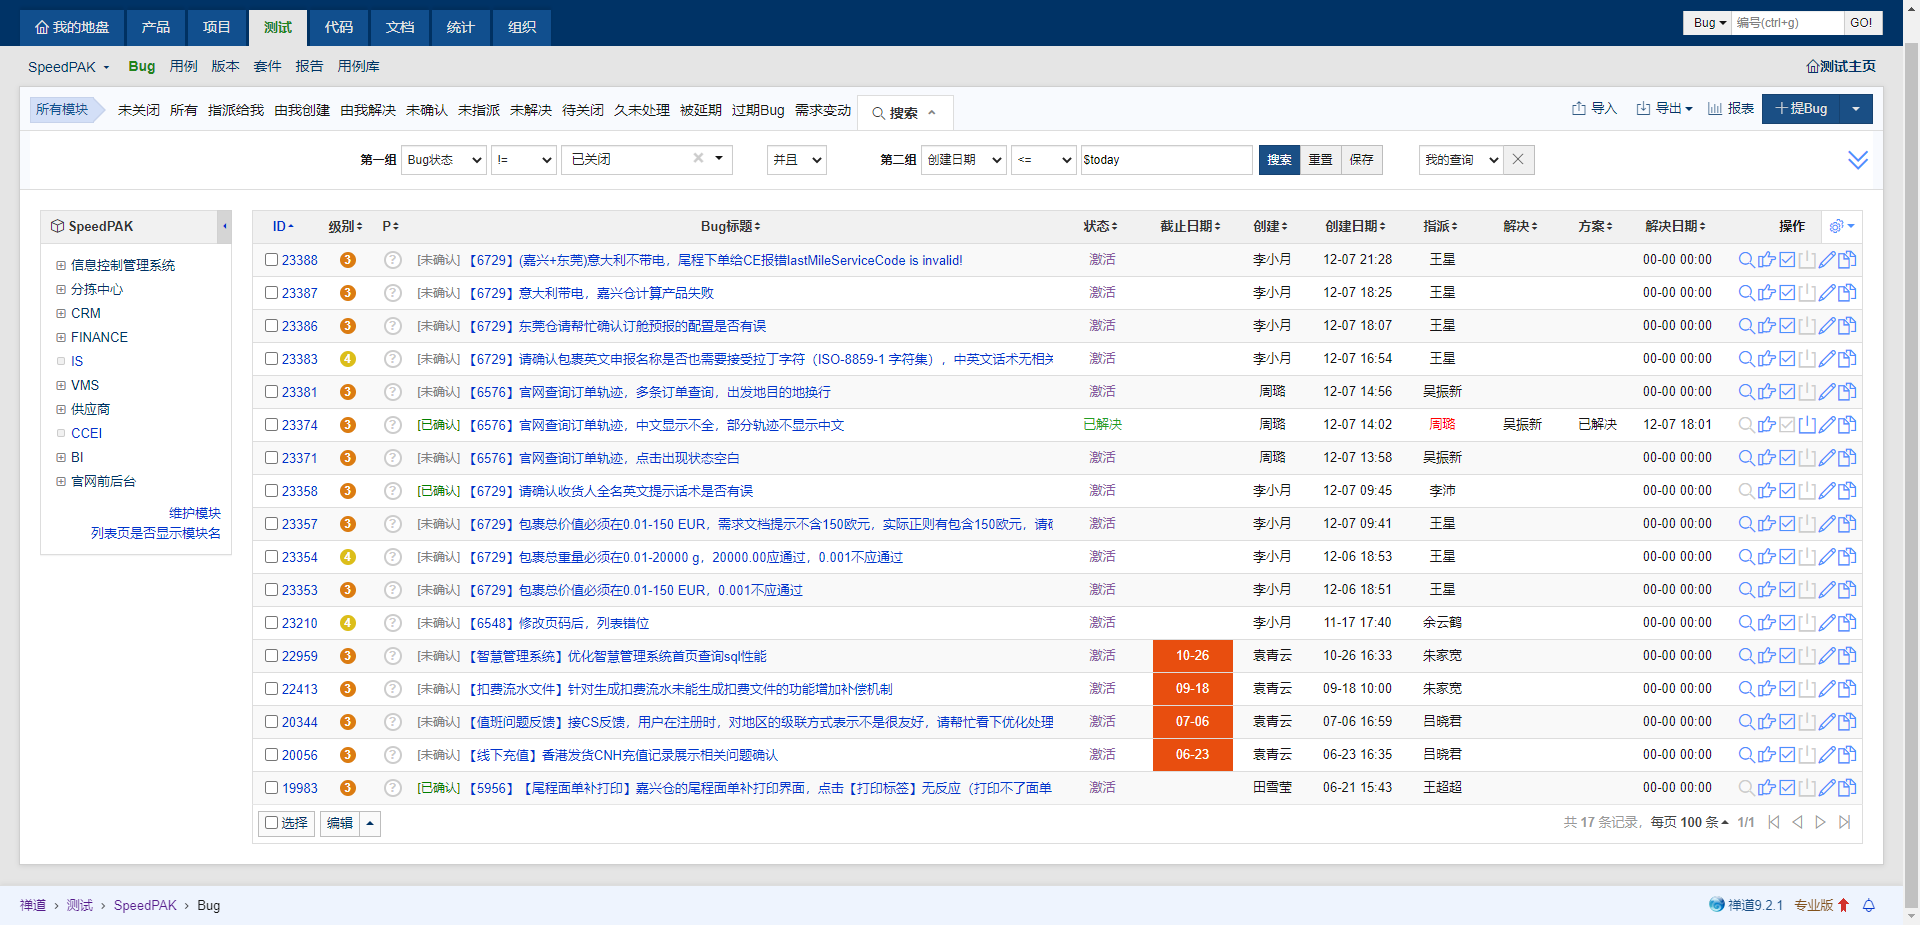 我的地盘 产品 项目 测试 代码 文档 统计 组织 Bug 编号(ctrl+g) GO!
SpeedPAK Bug 用例 版本 套件 报告 用例库 测试主页
所有模块 未关闭 所有 指派给我 由我创建 由我解决 未确认 未指派 未解决 待关闭 久未处理 被延期 过期Bug 需求变动 搜索 导入 导出 报表 提Bug
第一组 Bug状态 != 已关闭 并且 第二组 创建日期 <= $today 搜索 重置 保存 我的查询
SpeedPAK
信息控制管理系统
分拣中心
CRM
FINANCE
IS
VMS
供应商
CCEI
BI
官网前后台
维护模块
列表页是否显示模块名
ID 级别 P Bug标题 状态 截止日期 创建 创建日期 指派 解决 方案 解决日期 操作
23388 3 ? [未确认] 【6729】(嘉兴+东莞)意大利不带电，尾程下单给CE报错lastMileServiceCode is invalid! 激活 李小月 12-07 21:28 王星 00-00 00:00
23387 3 ? [未确认] 【6729】意大利带电，嘉兴仓计算产品失败 激活 李小月 12-07 18:25 王星 00-00 00:00
23386 3 ? [未确认] 【6729】东莞仓请帮忙确认订舱预报的配置是否有误 激活 李小月 12-07 18:07 王星 00-00 00:00
23383 4 ? [未确认] 【6729】请确认包裹英文申报名称是否也需要接受拉丁字符（ISO-8859-1 字符集），中英文话术无相关 激活 李小月 12-07 16:54 王星 00-00 00:00
23381 3 ? [未确认] 【6576】官网查询订单轨迹，多条订单查询，出发地目的地换行 激活 周璐 12-07 14:56 吴振新 00-00 00:00
23374 3 ? [已确认] 【6576】官网查询订单轨迹，中文显示不全，部分轨迹不显示中文 已解决 周璐 12-07 14:02 周璐 吴振新 已解决 12-07 18:01
23371 3 ? [未确认] 【6576】官网查询订单轨迹，点击出现状态空白 激活 周璐 12-07 13:58 吴振新 00-00 00:00
23358 3 ? [已确认] 【6729】请确认收货人全名英文提示话术是否有误 激活 李小月 12-07 09:45 李沛 00-00 00:00
23357 3 ? [未确认] 【6729】包裹总价值必须在0.01-150 EUR，需求文档提示不含150欧元，实际正则有包含150欧元，请 激活 李小月 12-07 09:41 王星 00-00 00:00
23354 4 ? [未确认] 【6729】包裹总重量必须在0.01-20000 g，20000.00应通过，0.001不应通过 激活 李小月 12-06 18:53 王星 00-00 00:00
23353 3 ? [未确认] 【6729】包裹总价值必须在0.01-150 EUR，0.001不应通过 激活 李小月 12-06 18:51 王星 00-00 00:00
23210 4 ? [未确认] 【6548】修改页码后，列表错位 激活 李小月 11-17 17:40 余云鹤 00-00 00:00
22959 3 ? [未确认] 【智慧管理系统】优化智慧管理系统首页查询sql性能 激活 10-26 袁青云 10-26 16:33 朱家宽 00-00 00:00
22413 3 ? [未确认] 【扣费流水文件】针对生成扣费流水未能生成扣费文件的功能增加补偿机制 激活 09-18 袁青云 09-18 10:00 朱家宽 00-00 00:00
20344 3 ? [未确认] 【值班问题反馈】接CS反馈，用户在注册时，对地区的级联方式表示不是很友好，请帮忙看下优化处理 激活 07-06 袁青云 07-06 16:59 吕晓君 00-00 00:00
20056 3 ? [未确认] 【线下充值】香港发货CNH充值记录展示相关问题确认 激活 06-23 袁青云 06-23 16:35 吕晓君 00-00 00:00
19983 3 ? [已确认] 【5956】【尾程面单补打印】嘉兴仓的尾程面单补打印界面，点击【打印标签】无反应（打印不了面单 激活 田雪莹 06-21 15:43 王超超 00-00 00:00
选择 编辑 共 17 条记录，每页 100 条 1/1
禅道 › 测试 › SpeedPAK › Bug 禅道9.2.1 专业版